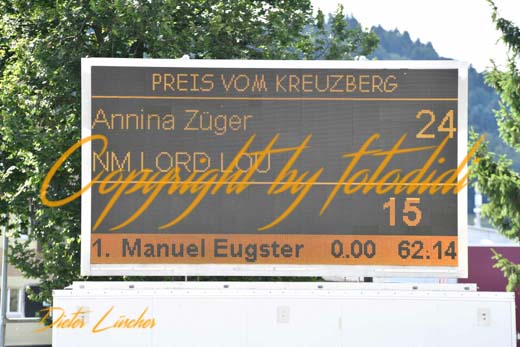 PREIS VOM KREUZBERG
Annina Züger 24
NM LORD LOU
Copyright by fotodidi
15
1. Manuel Eugster 0.00 62.14
Dieter Lüscher